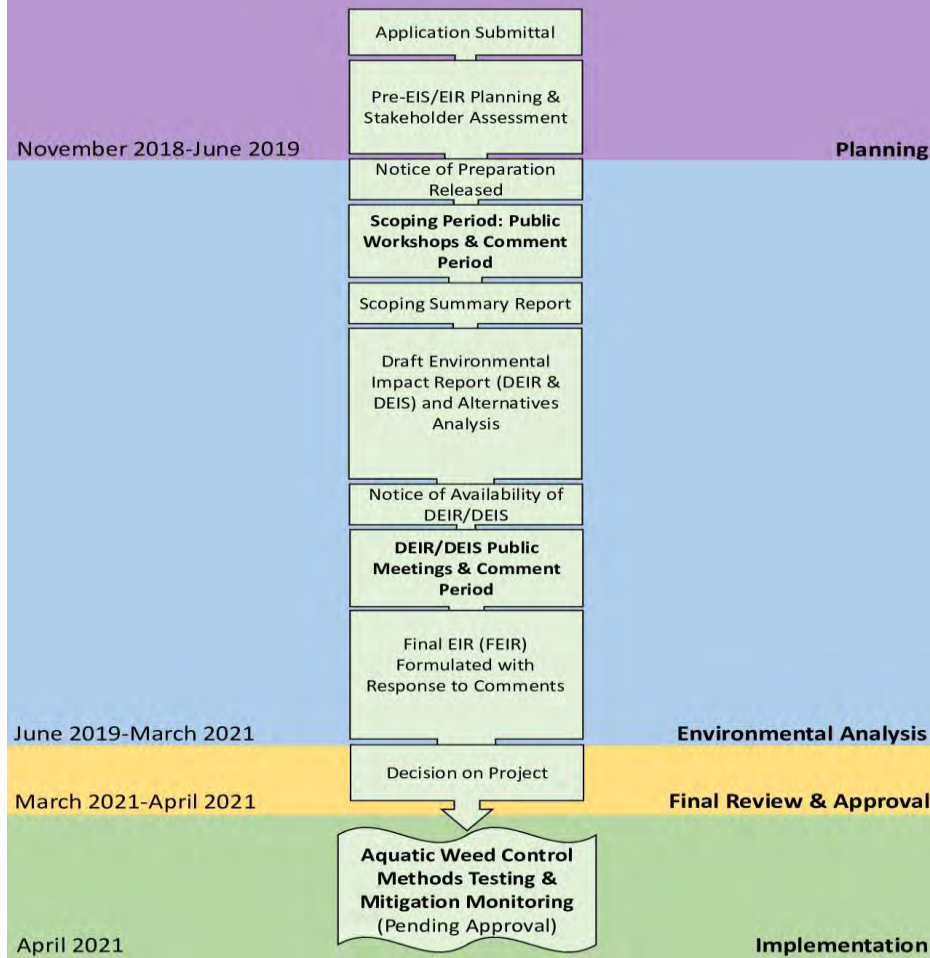 Application Submittal
Pre-EIS/EIR Planning &
Stakeholder Assessment
November 2018-June 2019
Planning
Notice of Preparation
Released
Scoping Period: Public
Workshops & Comment
Period
Scoping Summary Report
Draft Environmental
Impact Report (DEIR &
DEIS) and Alternatives
Analysis
Notice of Availability of
DEIR/DEIS
DEIR/DEIS Public
Meetings & Comment
Period
Final EIR (FEIR)
Formulated with
Response to Comments
June 2019-March 2021
Environmental Analysis
Decision on Project
March 2021-April 2021
Final Review & Approval
Aquatic Weed Control
Methods Testing &
Mitigation Monitoring
(Pending Approval)
April 2021
Implementation